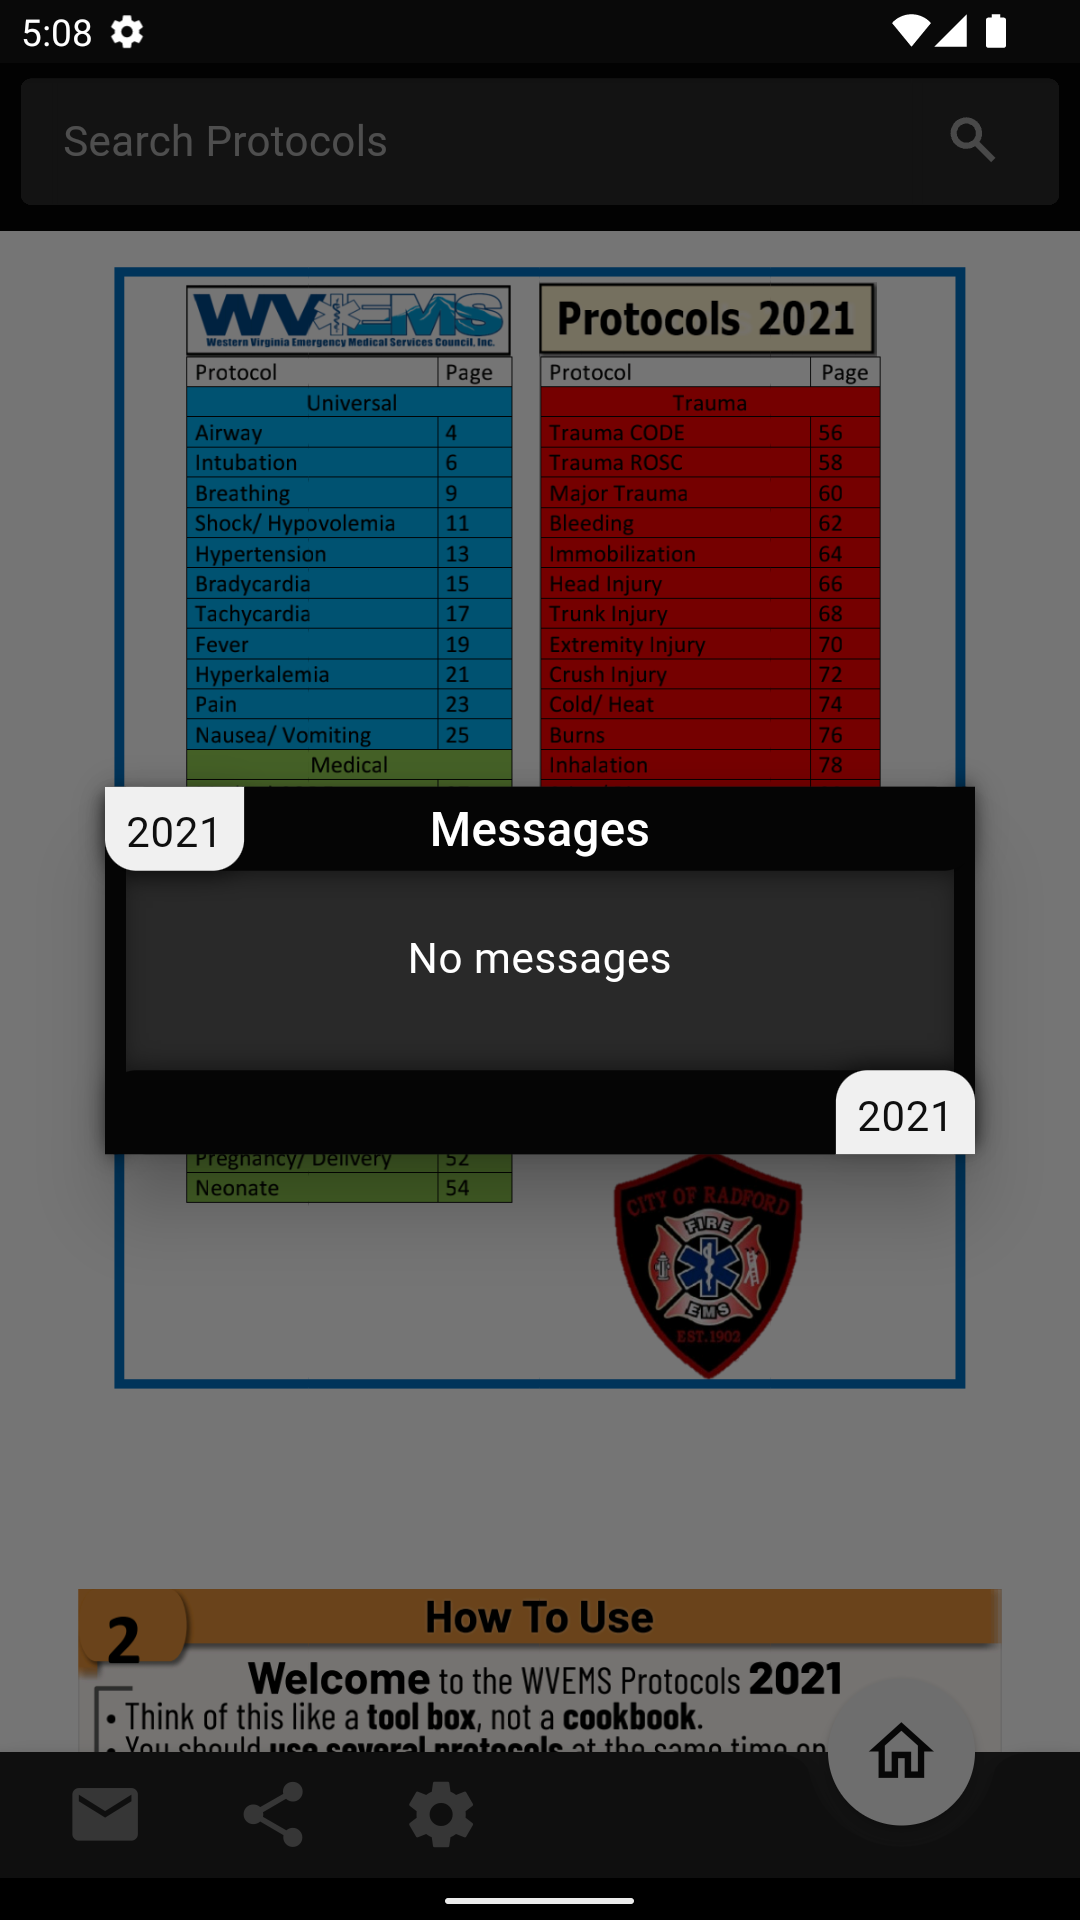 5:08
Search Protocols
WVEMS
Western Virginia Emergency Medical Services Council, Inc.
Protocols 2021
Protocol Page
Universal
Airway 4
Intubation 6
Breathing 9
Shock/ Hypovolemia 11
Hypertension 13
Bradycardia 15
Tachycardia 17
Fever 19
Hyperkalemia 21
Pain 23
Nausea/ Vomiting 25
Medical
Protocol Page
Trauma
Trauma CODE 56
Trauma ROSC 58
Major Trauma 60
Bleeding 62
Immobilization 64
Head Injury 66
Trunk Injury 68
Extremity Injury 70
Crush Injury 72
Cold/ Heat 74
Burns 76
Inhalation 78
2021
Messages
No messages
2021
Pregnancy/ Delivery 52
Neonate 54
CITY OF RADFORD
FIRE
EMS
EST.1902
2
How To Use
Welcome to the WVEMS Protocols 2021
• Think of this like a tool box, not a cookbook.
• You should use several protocols at the same time on